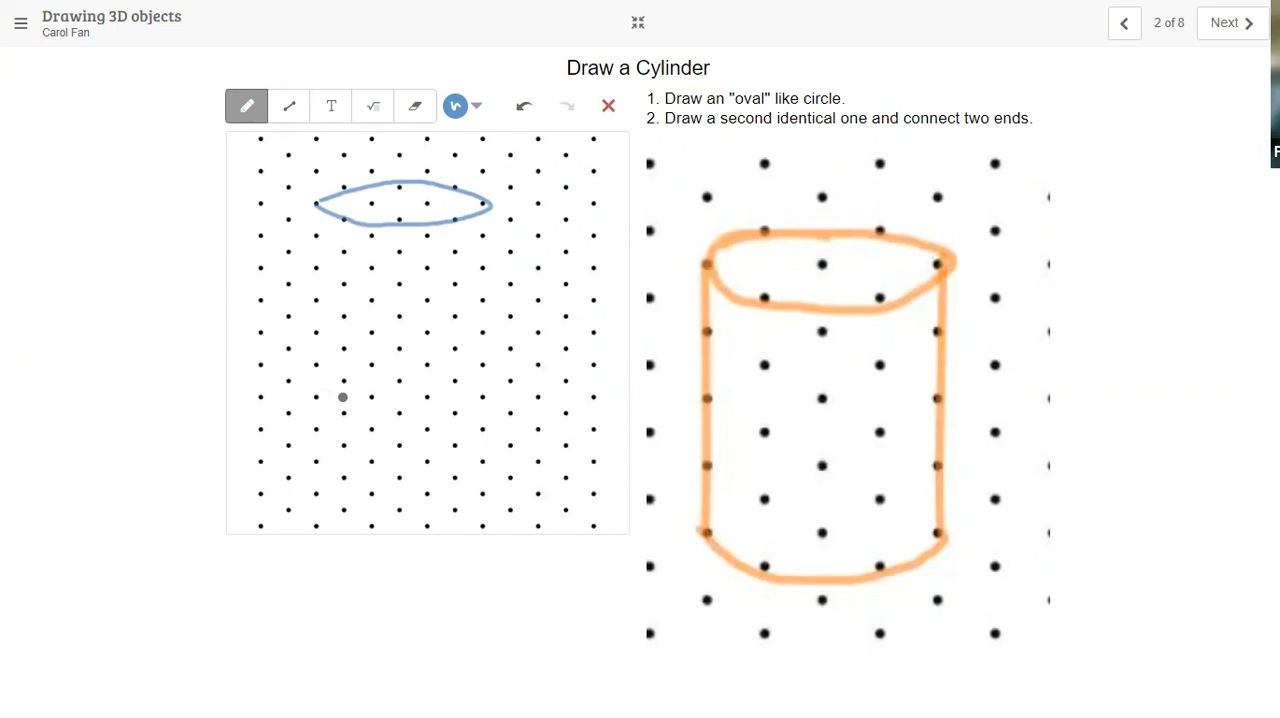 Drawing 3D objects
Carol Fan
2 of 8
Next
Draw a Cylinder
T
1. Draw an "oval" like circle.
2. Draw a second identical one and connect two ends.
F